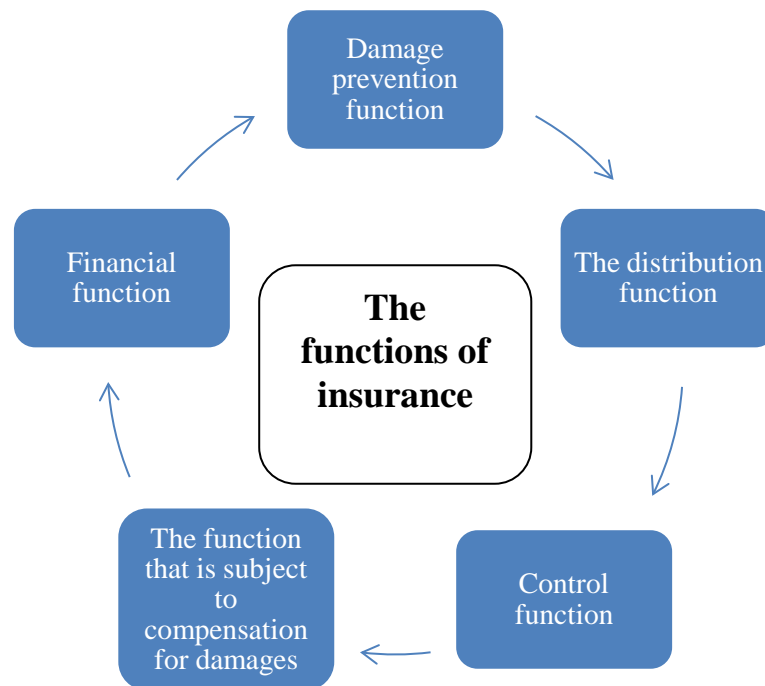 Damage
prevention
function
The distribution
function
Control
function
The function
that is subject
to
compensation
for damages
Financial
function
The
functions of
insurance